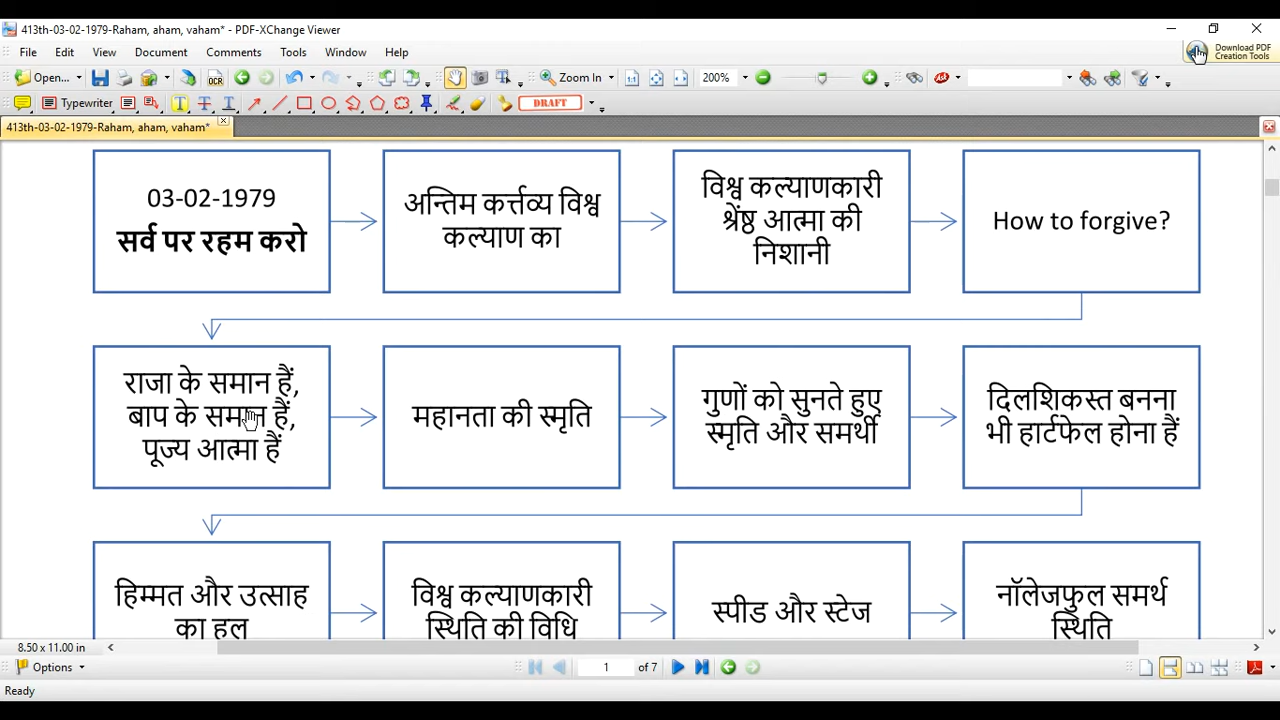 413th-03-02-1979-Raham, aham, vaham* - PDF-XChange Viewer
File Edit View Document Comments Tools Window Help
Download PDF
Creation Tools
Open... OCR Zoom In 200%
Typewriter DRAFT
413th-03-02-1979-Raham, aham, vaham*
03-02-1979
सर्व पर रहम करो
अन्तिम कर्त्तव्य विश्व
कल्याण का
विश्व कल्याणकारी
श्रेंष्ठ आत्मा की
निशानी
How to forgive?
राजा के समान हैं,
बाप के समान हैं,
पूज्य आत्मा हैं
महानता की स्मृति
गुणों को सुनते हुए
स्मृति और समर्थी
दिलशिकस्त बनना
भी हार्टफेल होना हैं
हिम्मत और उत्साह
का हल
विश्व कल्याणकारी
स्थिति की विधि
स्पीड और स्टेज
नॉलेजफुल समर्थ
स्थिति
8.50 x 11.00 in
Options 1 of 7
Ready